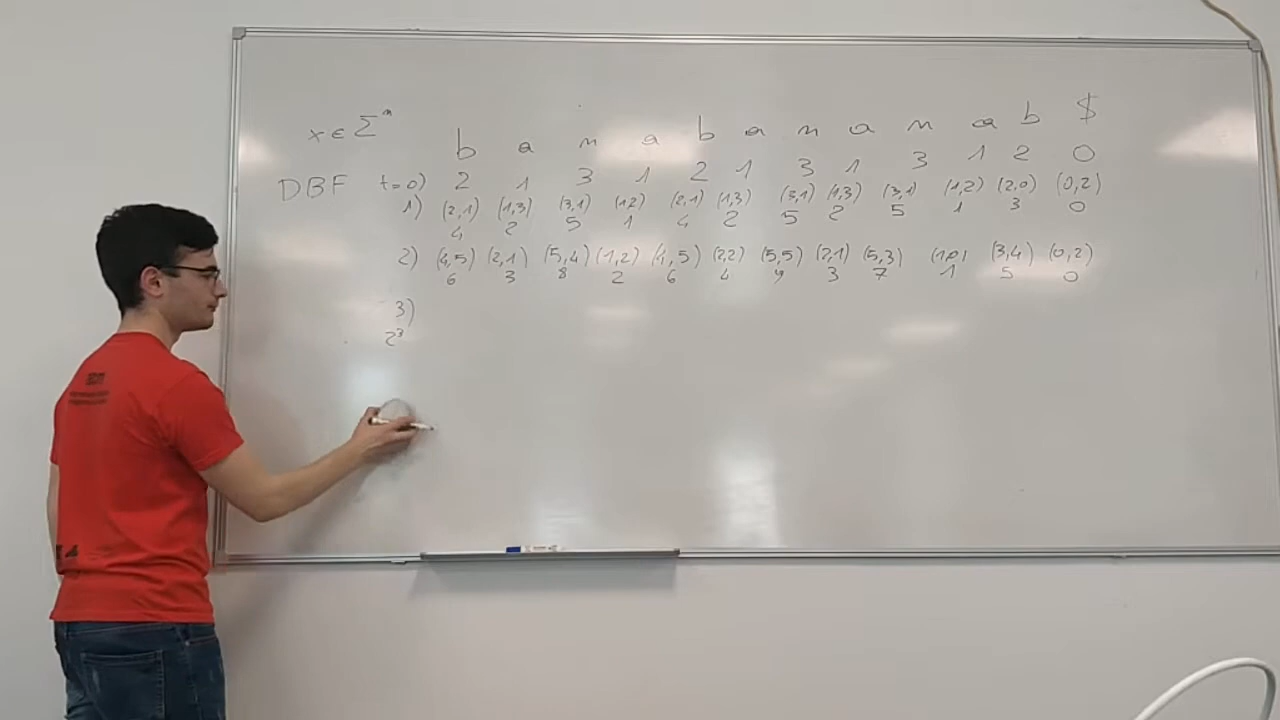 x ∈ Σⁿ b a n a b a n a n a b $
DBF t=0) 2 1 3 1 2 1 3 1 3 1 2 0
1) (2,1) (1,3) (3,1) (1,2) (2,1) (1,3) (3,1) (1,3) (3,1) (1,2) (2,0) (0,2)
4 2 5 1 4 2 5 2 5 1 3 0
2) (4,5) (2,1) (5,4) (1,2) (4,5) (2,2) (5,5) (2,1) (5,3) (1,0) (3,4) (0,2)
6 3 8 2 6 4 9 3 7 1 5 0
3)
2³